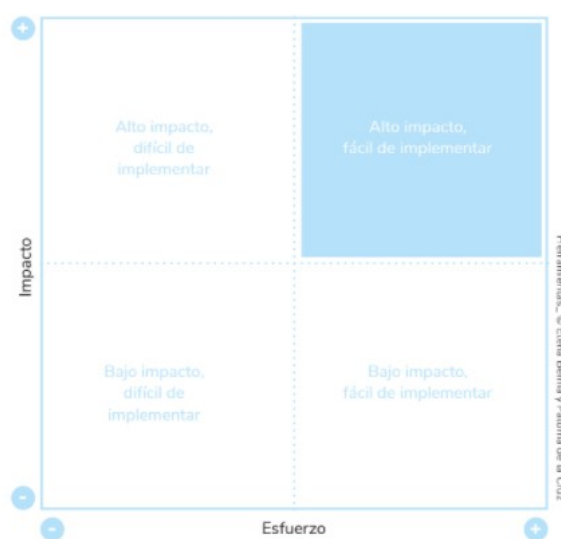 +
Alto impacto,
difícil de
implementar
Alto impacto,
fácil de implementar
Impacto
Bajo impacto,
difícil de
implementar
Bajo impacto,
fácil de implementar
-
-
Esfuerzo
+